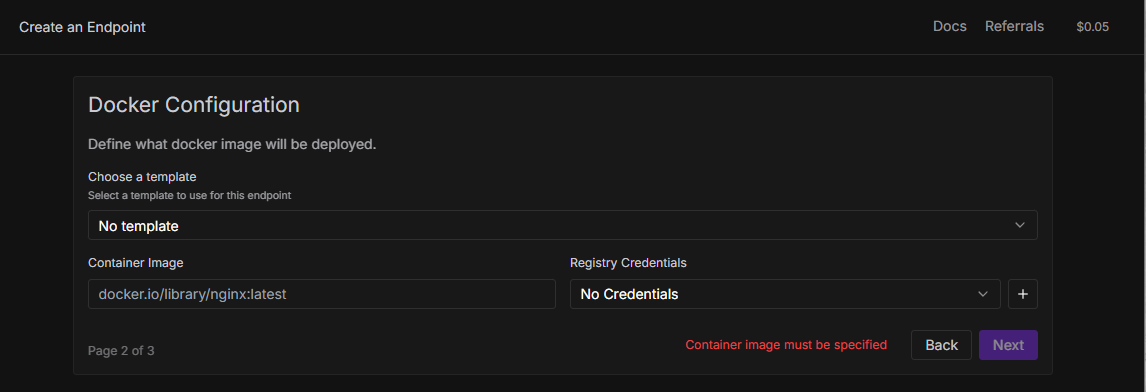 Create an Endpoint
Docs
Referrals
$0.05
Docker Configuration
Define what docker image will be deployed.
Choose a template
Select a template to use for this endpoint
No template
Container Image
Registry Credentials
docker.io/library/nginx:latest
No Credentials
+
Page 2 of 3
Container image must be specified
Back
Next